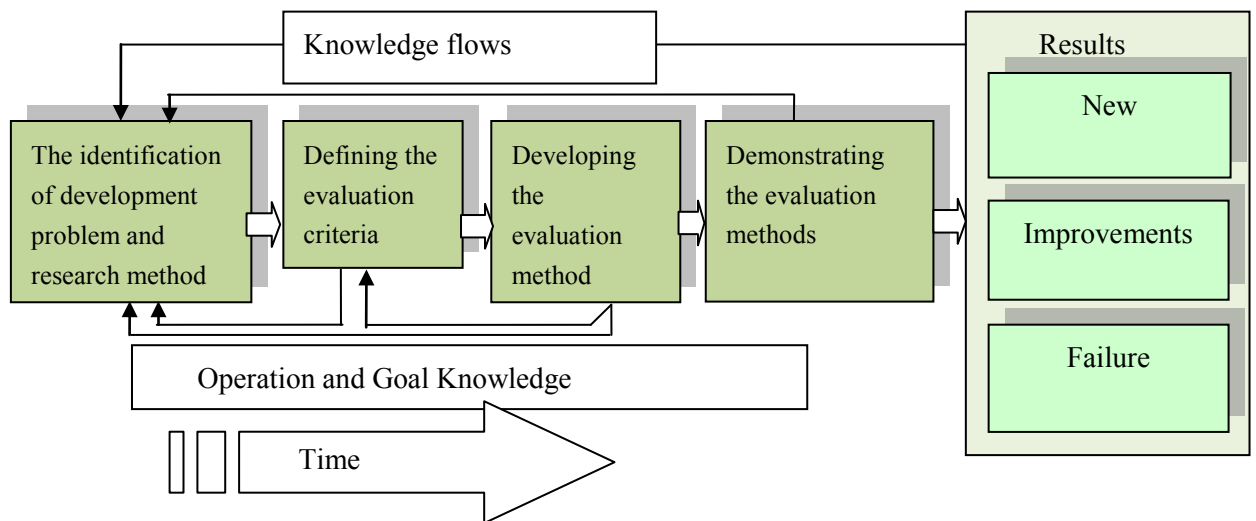 Knowledge flows
Results
The identification
of development
problem and
research method
Defining the
evaluation
criteria
Developing
the
evaluation
method
Demonstrating
the evaluation
methods
New
Improvements
Failure
Operation and Goal Knowledge
Time